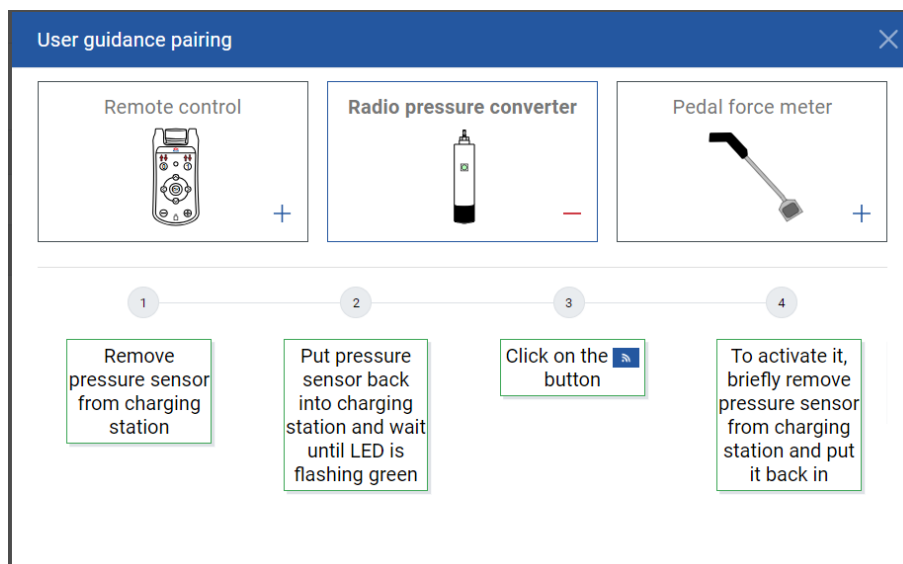 User guidance pairing
Remote control
Radio pressure converter
Pedal force meter
1
2
3
4
Remove
pressure sensor
from charging
station
Put pressure
sensor back
into charging
station and wait
until LED is
flashing green
Click on the
button
To activate it,
briefly remove
pressure sensor
from charging
station and put
it back in